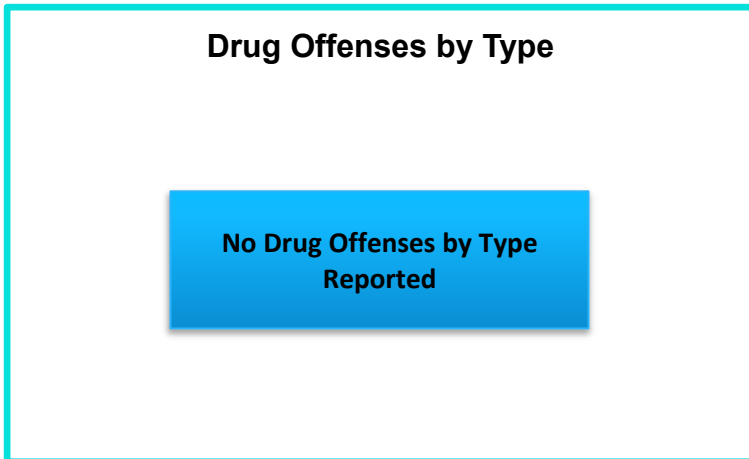 Drug Offenses by Type
No Drug Offenses by Type
Reported